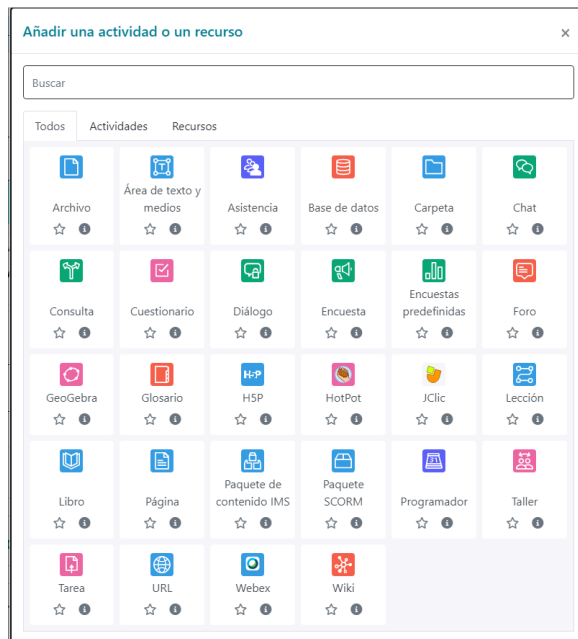 Añadir una actividad o un recurso
×
Buscar
Todos Actividades Recursos
Archivo
Área de texto y
medios
Asistencia
Base de datos
Carpeta
Chat
Consulta
Cuestionario
Diálogo
Encuesta
Encuestas
predefinidas
Foro
GeoGebra
Glosario
H5P
H5P
HotPot
JClic
Lección
Libro
Página
Paquete de
contenido IMS
Paquete
SCORM
Programador
Taller
Tarea
URL
Webex
Wiki